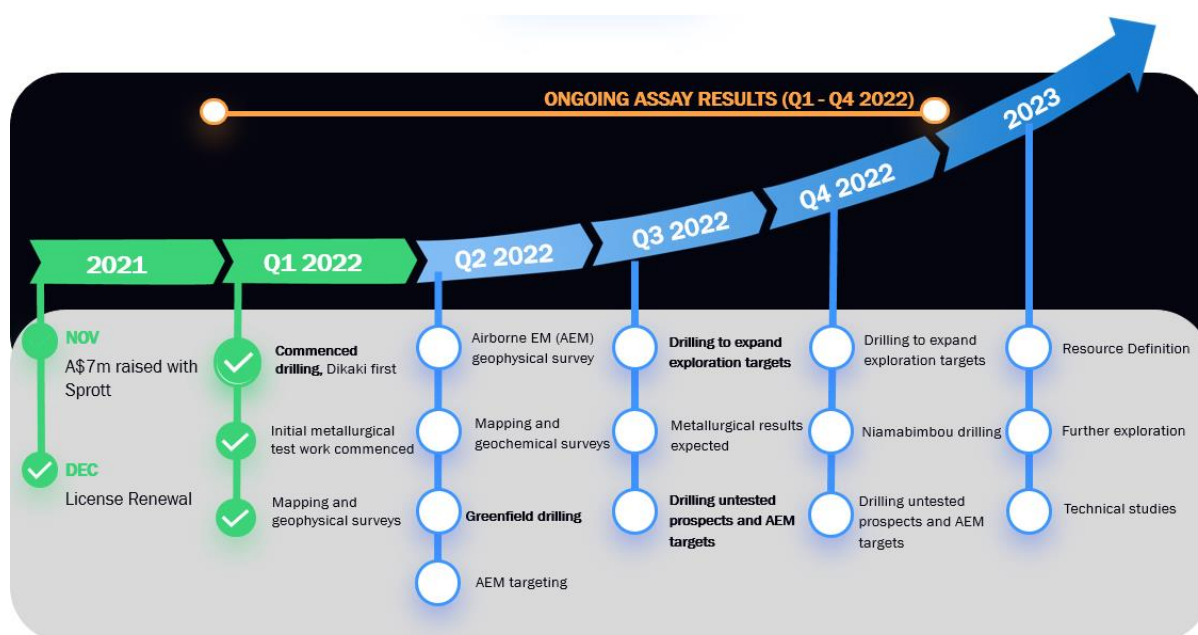 ONGOING ASSAY RESULTS (Q1 - Q4 2022)
2021
Q1 2022
Q2 2022
Q3 2022
Q4 2022
2023
NOV
A$7m raised with
Sprott
DEC
License Renewal
Commenced
drilling, Dikaki first
Initial metallurgical
test work commenced
Mapping and
geophysical surveys
Airborne EM (AEM)
geophysical survey
Mapping and
geochemical surveys
Greenfield drilling
AEM targeting
Drilling to expand
exploration targets
Metallurgical results
expected
Drilling untested
prospects and AEM
targets
Drilling to expand
exploration targets
Niamabimbou drilling
Drilling untested
prospects and AEM
targets
Resource Definition
Further exploration
Technical studies